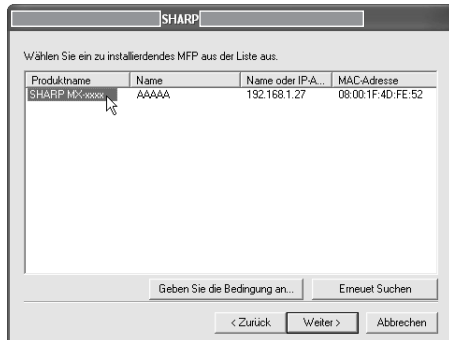 SHARP
Wählen Sie ein zu installierdendes MFP aus der Liste aus.
Produktname Name Name oder IP-A... MAC-Adresse
SHARP MX-xxxx AAAAA 192.168.1.27 08:00:1F:4D:FE:52
Geben Sie die Bedingung an... Erneuet Suchen
< Zurück Weiter > Abbrechen